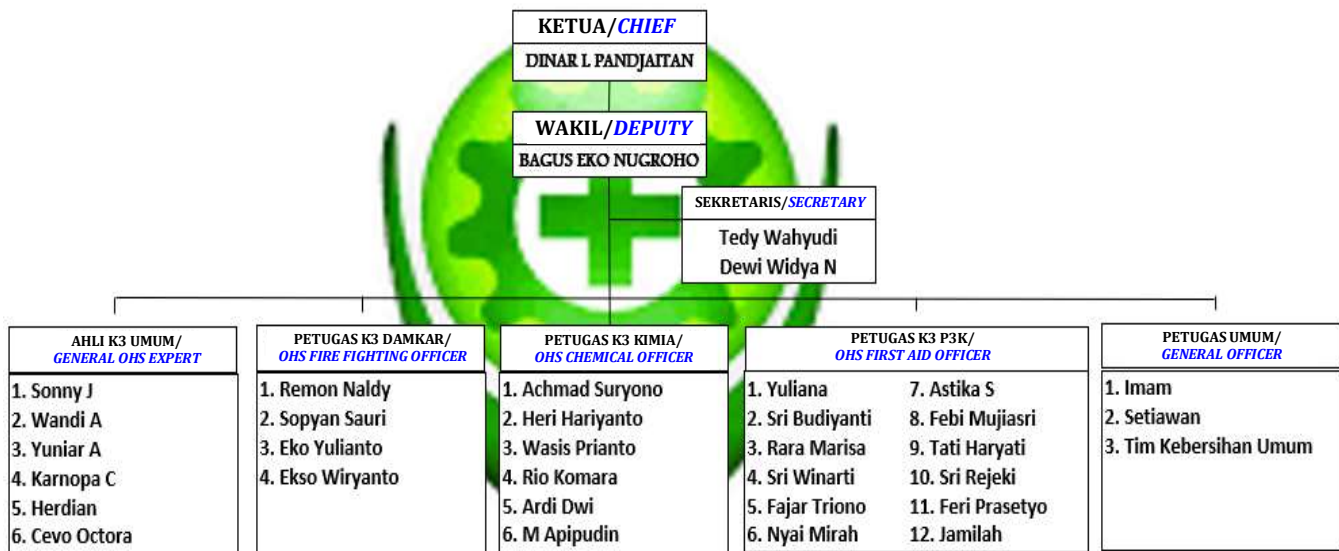 KETUA/CHIEF
DINAR L PANDJAITAN
WAKIL/DEPUTY
BAGUS EKO NUGROHO
SEKRETARIS/SECRETARY
Tedy Wahyudi
Dewi Widya N
AHLI K3 UMUM/
GENERAL OHS EXPERT
1. Sonny J
2. Wandi A
3. Yuniar A
4. Karnopa C
5. Herdian
6. Cevo Octora
PETUGAS K3 DAMKAR/
OHS FIRE FIGHTING OFFICER
1. Remon Naldy
2. Sopyan Sauri
3. Eko Yulianto
4. Ekso Wiryanto
PETUGAS K3 KIMIA/
OHS CHEMICAL OFFICER
1. Achmad Suryono
2. Heri Hariyanto
3. Wasis Prianto
4. Rio Komara
5. Ardi Dwi
6. M Apipudin
PETUGAS K3 P3K/
OHS FIRST AID OFFICER
1. Yuliana
2. Sri Budiyanti
3. Rara Marisa
4. Sri Winarti
5. Fajar Triono
6. Nyai Mirah
7. Astika S
8. Febi Mujiasri
9. Tati Haryati
10. Sri Rejeki
11. Feri Prasetyo
12. Jamilah
PETUGAS UMUM/
GENERAL OFFICER
1. Imam
2. Setiawan
3. Tim Kebersihan Umum